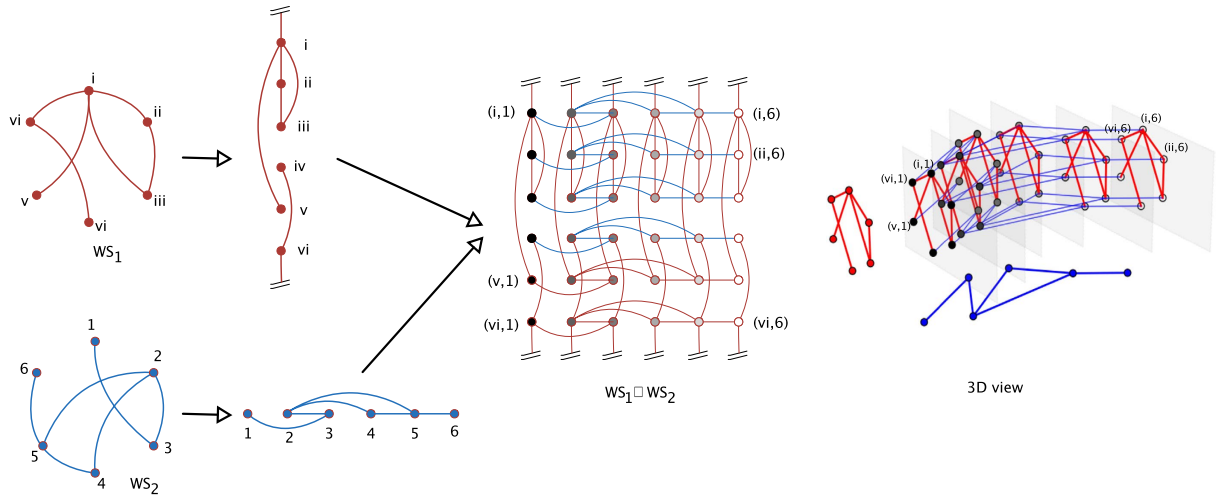 i
vi
ii
v
iii
vi
WS1
i
ii
iii
iv
v
vi
1
2
6
5
3
4
WS2
1 2 3 4 5 6
(i,1) (i,6)
(ii,6)
(v,1)
(vi,1) (vi,6)
WS1□ WS2
(i,6)
(vi,6)
(ii,6)
(i,1)
(vi,1)
(v,1)
3D view